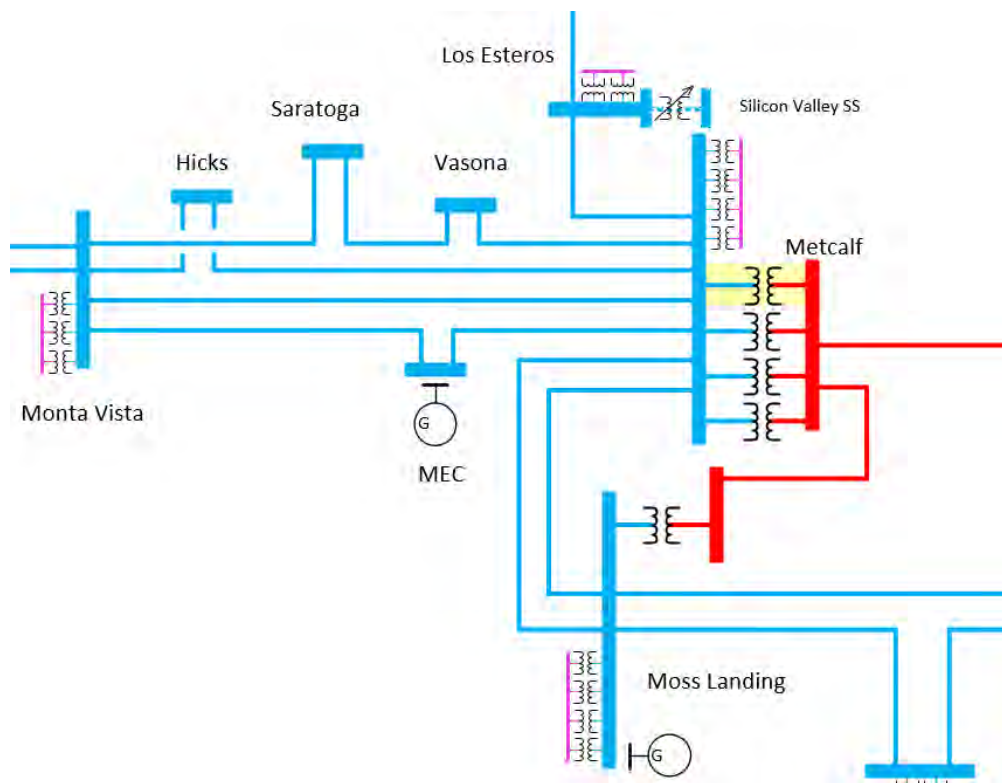 Los Esteros
Silicon Valley SS
Saratoga
Hicks
Vasona
Metcalf
Monta Vista
G
MEC
Moss Landing
G